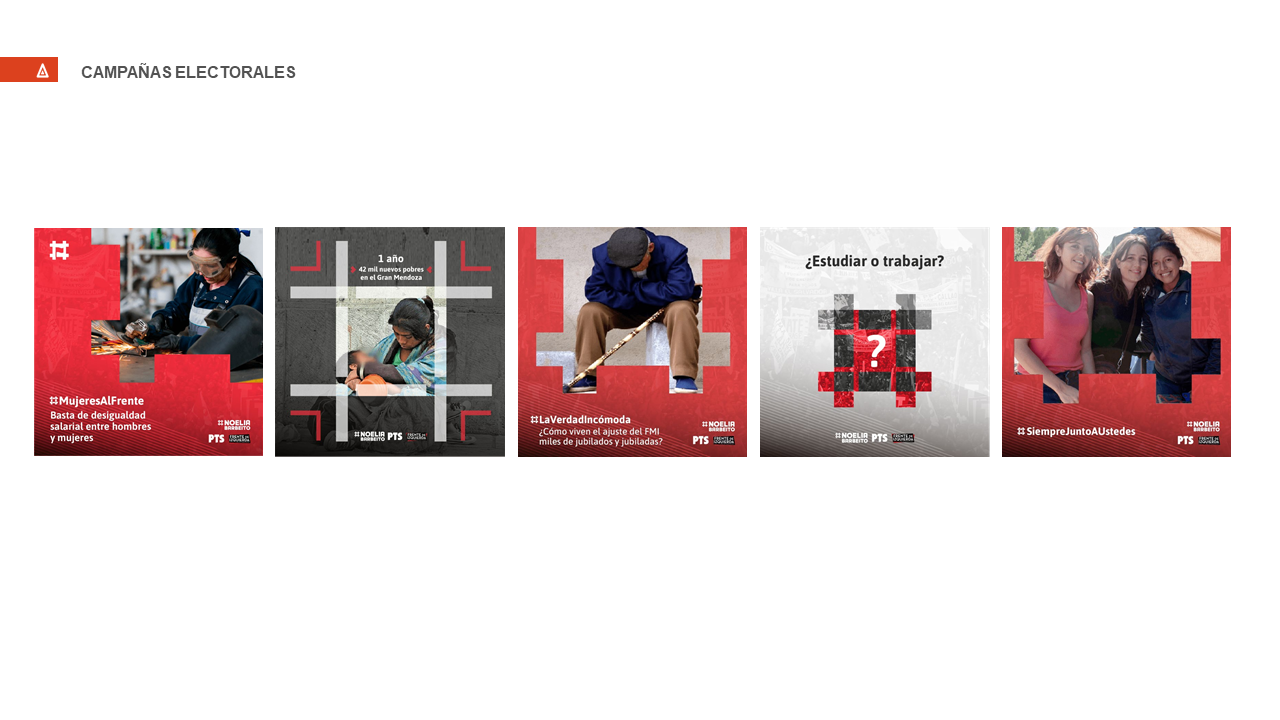 CAMPAÑAS ELECTORALES
#MujeresAlFrente
Basta de desigualdad
salarial entre hombres
y mujeres
#NOELIA
BARBEITO
PTS FRENTE DE
IZQUIERDA
1 año
42 mil nuevos pobres
en el Gran Mendoza
#NOELIA
BARBEITO
PTS FRENTE DE
IZQUIERDA
#LaVerdadIncómoda
¿Cómo viven el ajuste del FMI
miles de jubilados y jubiladas?
#NOELIA
BARBEITO
PTS FRENTE DE
IZQUIERDA
¿Estudiar o trabajar?
?
#NOELIA
BARBEITO
PTS FRENTE DE
IZQUIERDA
#SiempreJuntoAUstedes
#NOELIA
BARBEITO
PTS FRENTE DE
IZQUIERDA